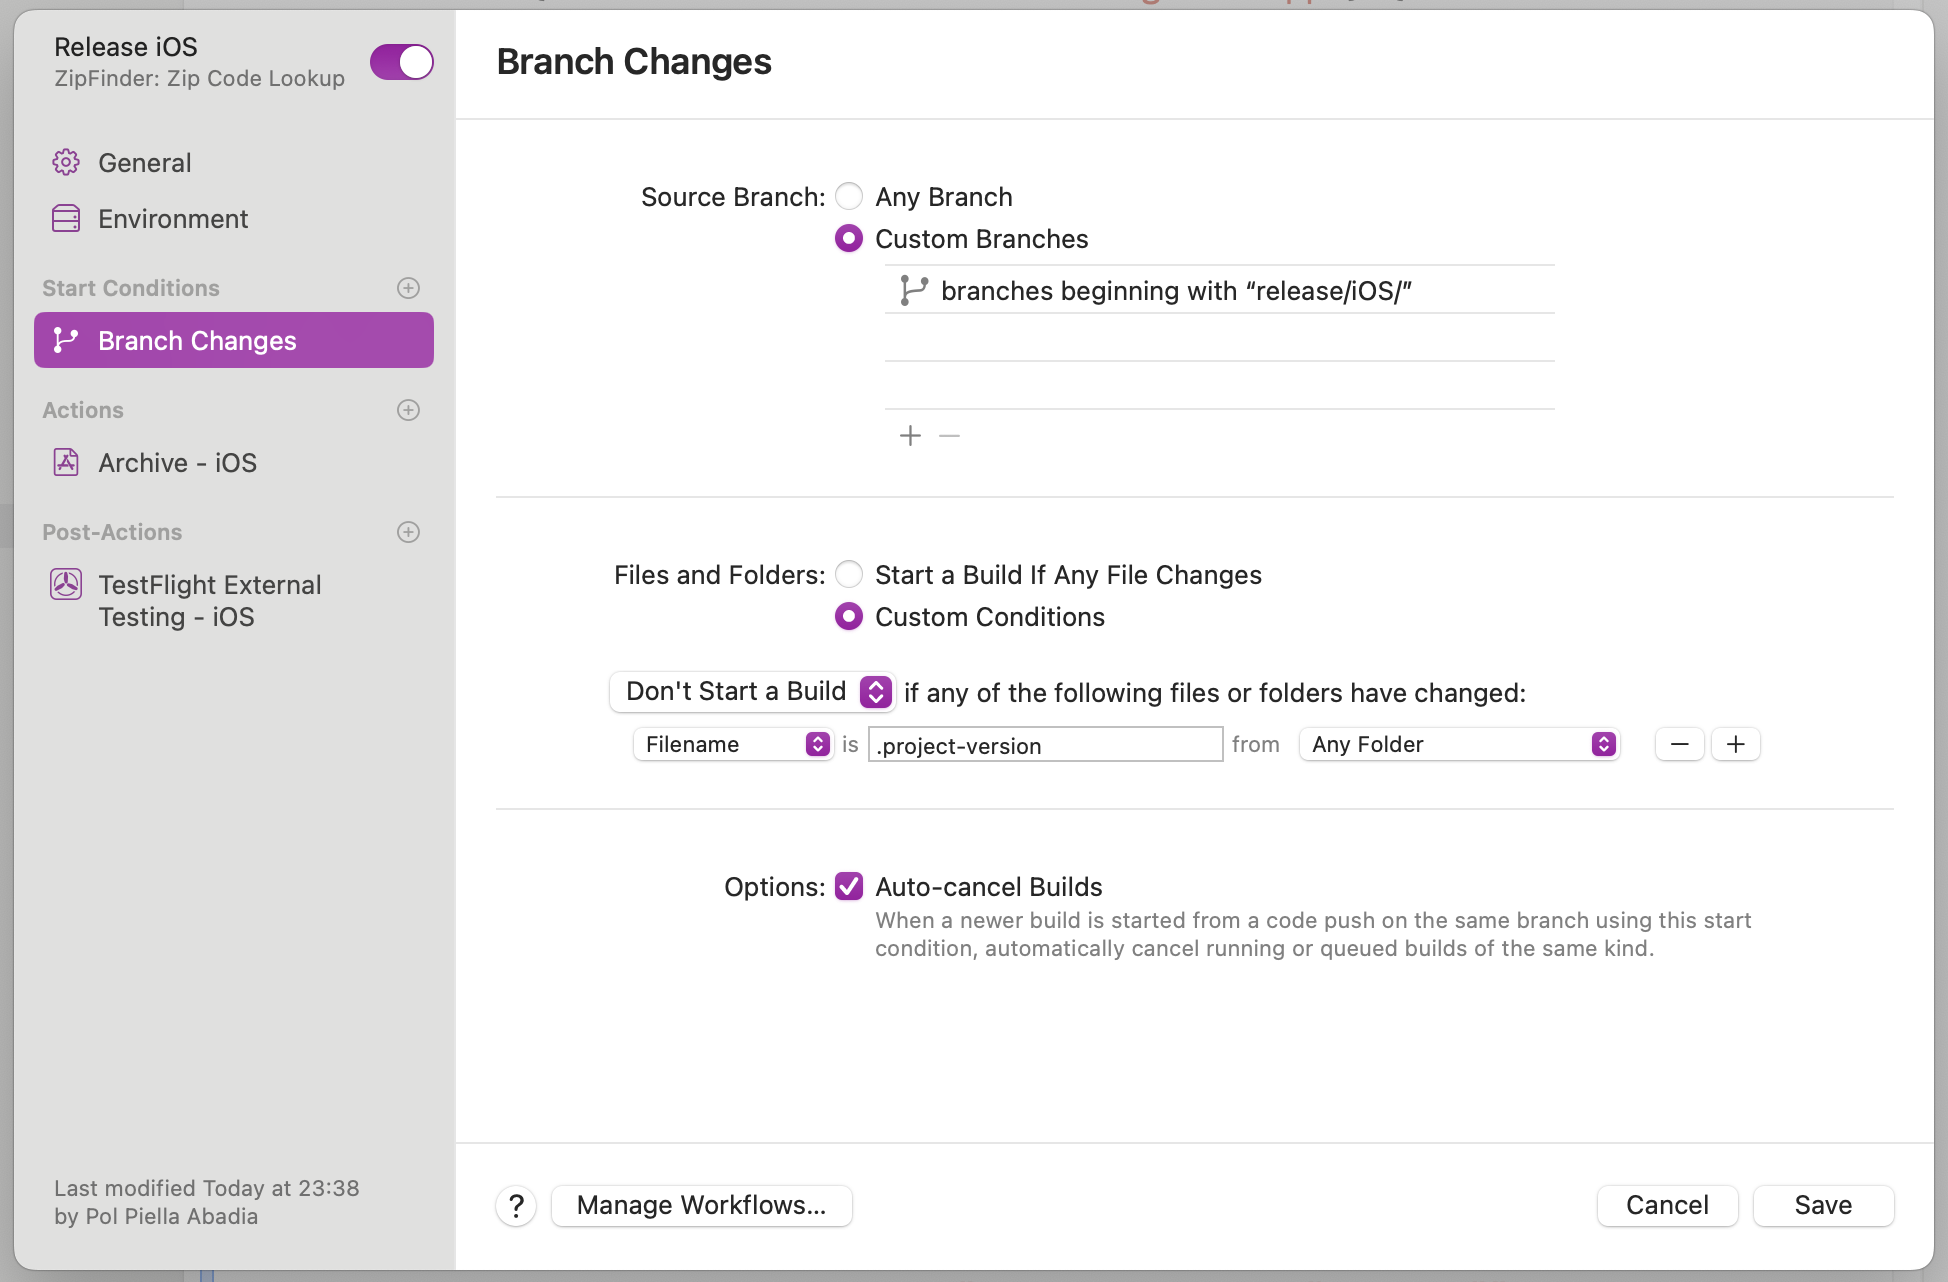 Release iOS
ZipFinder: Zip Code Lookup
General
Environment
Start Conditions
Branch Changes
Actions
Archive - iOS
Post-Actions
TestFlight External
Testing - iOS
Last modified Today at 23:38
by Pol Piella Abadia
Branch Changes
Source Branch: Any Branch
Custom Branches
branches beginning with “release/iOS/”
Files and Folders: Start a Build If Any File Changes
Custom Conditions
Don't Start a Build if any of the following files or folders have changed:
Filename is .project-version from Any Folder
Options: Auto-cancel Builds
When a newer build is started from a code push on the same branch using this start
condition, automatically cancel running or queued builds of the same kind.
? Manage Workflows... Cancel Save